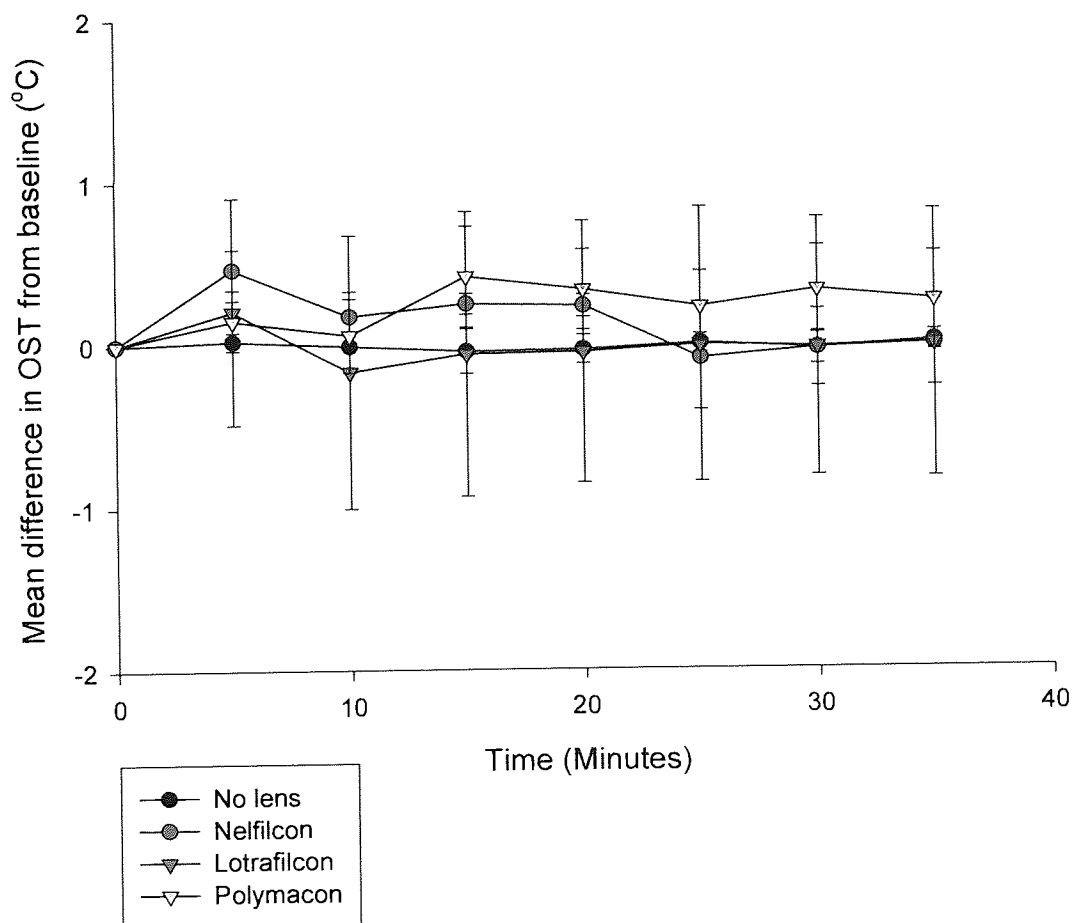 Mean difference in OST from baseline (°C)
2
1
0
-1
-2
0
10
20
30
40
Time (Minutes)
No lens
Nelfilcon
Lotrafilcon
Polymacon